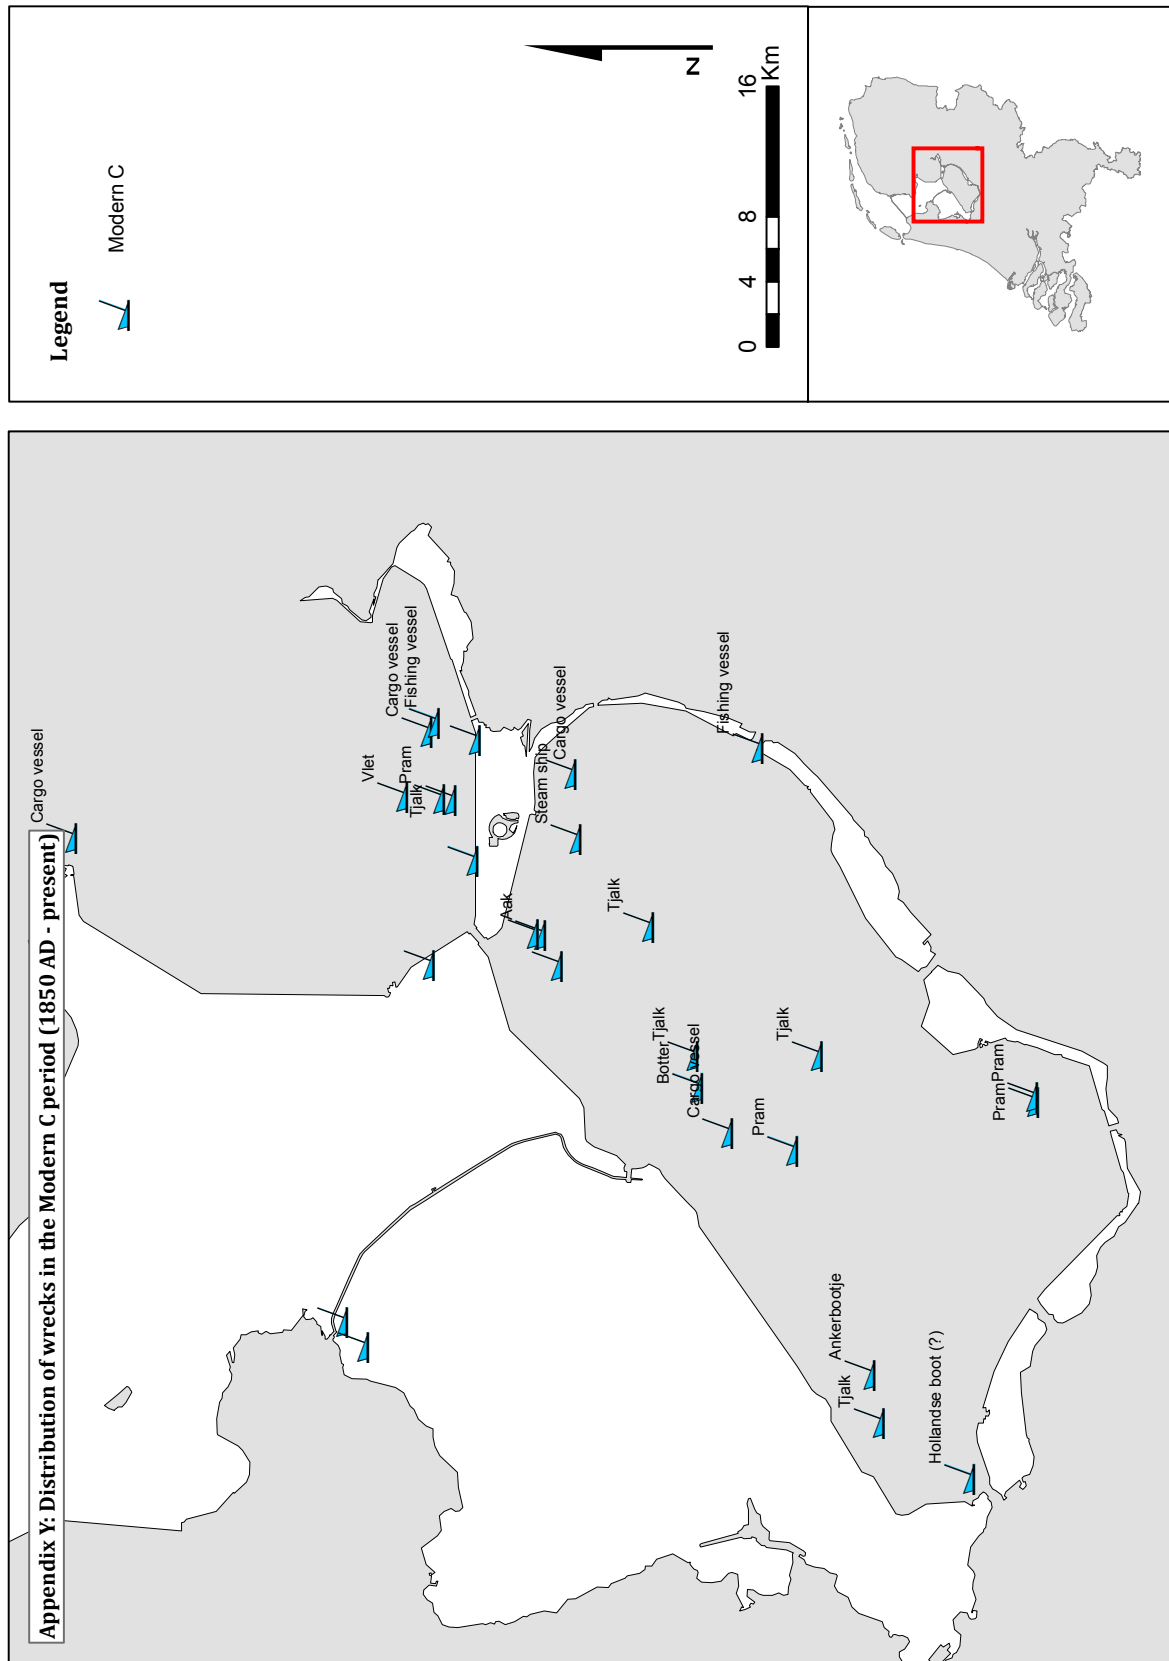 Appendix Y: Distribution of wrecks in the Modern C period (1850 AD - present)
Cargo vessel
Vlet
Cargo vessel
Fishing vessel
Pram
Tjalk
Aak
Steam ship
Cargo vessel
Tjalk
Fishing vessel
Tjalk
Botter
Cargo vessel
Tjalk
Pram
Pram
Pram
Ankerbootje
Tjalk
Hollandse boot (?)
Legend
Modern C
N
0 4 8 16
Km